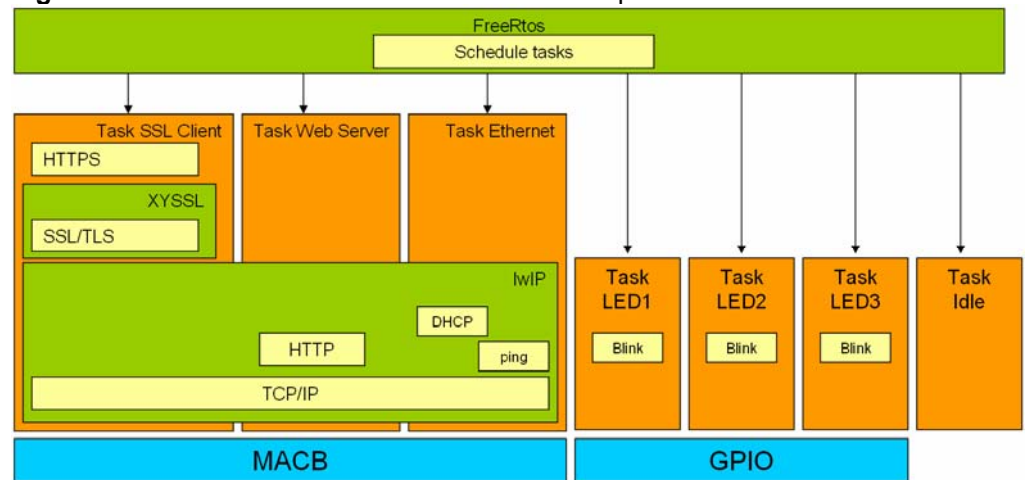 FreeRtos
Schedule tasks
Task SSL Client
Task Web Server
Task Ethernet
HTTPS
XYSSL
SSL/TLS
lwIP
DHCP
HTTP
ping
TCP/IP
Task
LED1
Blink
Task
LED2
Blink
Task
LED3
Blink
Task
Idle
MACB
GPIO